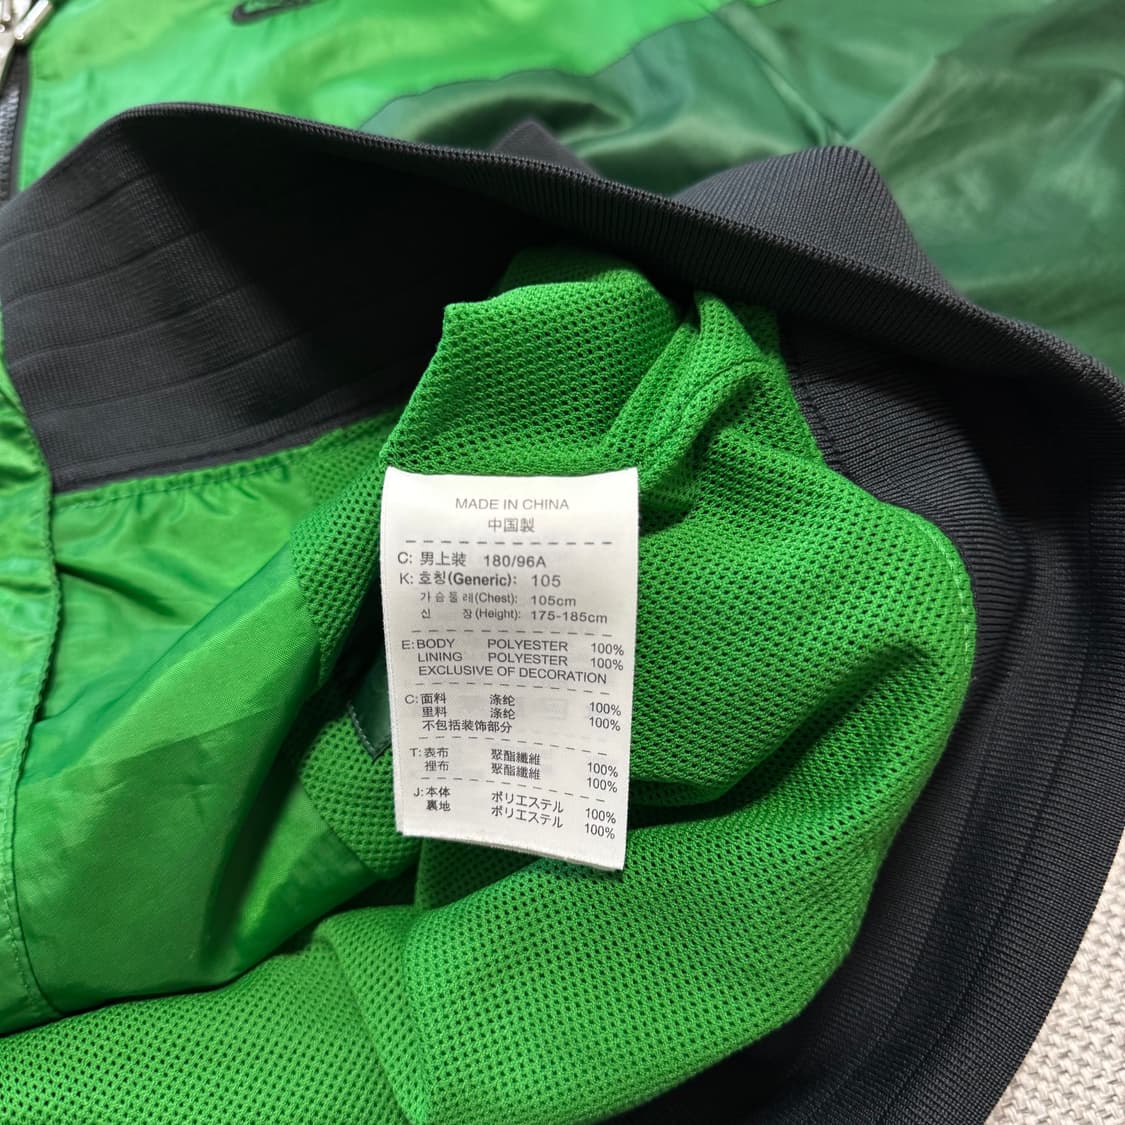 MADE IN CHINA
中国製
C: 男上装 180/96A
K: 호칭(Generic): 105
가슴둘레(Chest): 105cm
신 장(Height): 175-185cm
E: BODY POLYESTER 100%
LINING POLYESTER 100%
EXCLUSIVE OF DECORATION
C: 面料 涤纶 100%
里料 涤纶 100%
不包括装饰部分
T: 表布 聚酯纖維 100%
裡布 聚酯纖維 100%
J: 本体 ポリエステル 100%
裏地 ポリエステル 100%